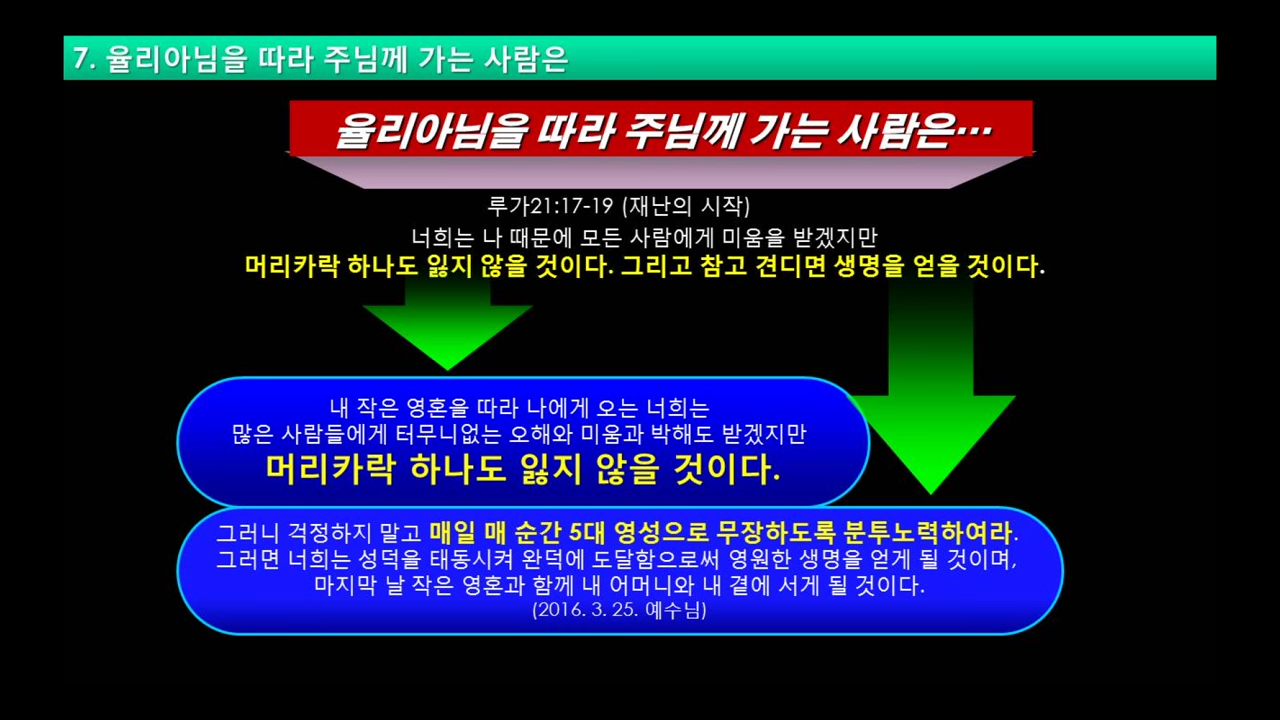 7. 율리아님을 따라 주님께 가는 사람은
율리아님을 따라 주님께 가는 사람은…
루가21:17-19 (재난의 시작)
너희는 나 때문에 모든 사람에게 미움을 받겠지만
머리카락 하나도 잃지 않을 것이다. 그리고 참고 견디면 생명을 얻을 것이다.
내 작은 영혼을 따라 나에게 오는 너희는
많은 사람들에게 터무니없는 오해와 미움과 박해도 받겠지만
머리카락 하나도 잃지 않을 것이다.
그러니 걱정하지 말고 매일 매 순간 5대 영성으로 무장하도록 분투노력하여라.
그러면 너희는 성덕을 태동시켜 완덕에 도달함으로써 영원한 생명을 얻게 될 것이며,
마지막 날 작은 영혼과 함께 내 어머니와 내 곁에 서게 될 것이다.
(2016. 3. 25. 예수님)